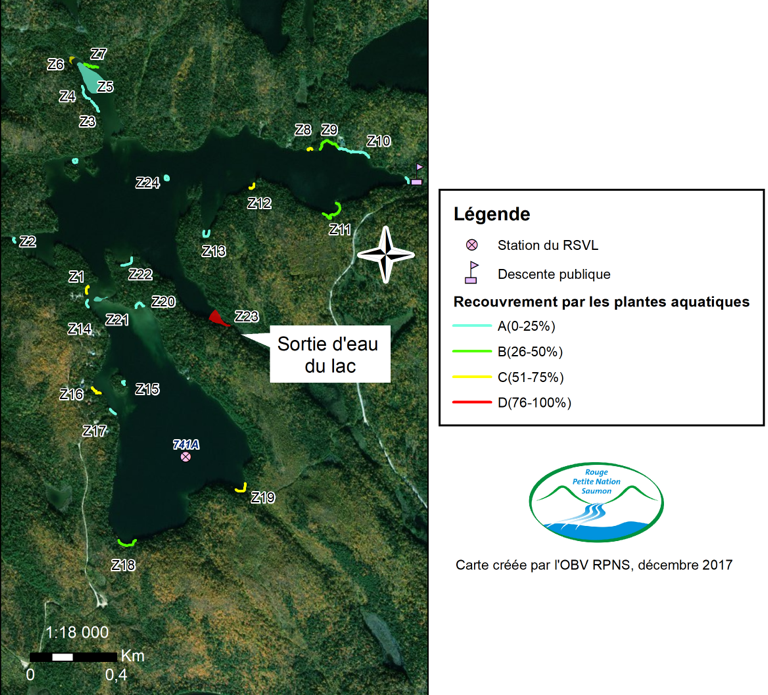 Z6
Z7
Z5
Z4
Z3
Z8
Z9
Z10
Z24
Z12
Z11
Z2
Z13
Z22
Z1
Z20
Z21
Z14
Z23
Sortie d'eau
du lac
Z16
Z15
Z17
741A
Z19
Z18
1:18 000
Km
0
0,4
Légende
Station du RSVL
Descente publique
Recouvrement par les plantes aquatiques
A(0-25%)
B(26-50%)
C(51-75%)
D(76-100%)
Rouge
Petite Nation
Saumon
Carte créée par l'OBV RPNS, décembre 2017